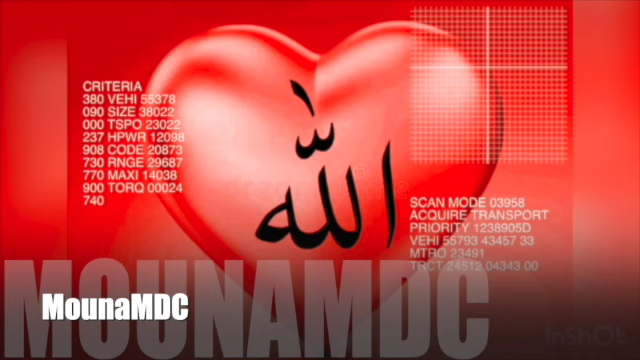 CRITERIA
380 VEHI 55378
090 SIZE 38022
000 TSPO 23022
237 HPWR 12098
908 CODE 20873
730 RNGE 29687
770 MAXI 14038
900 TORQ 00024
740
الله
SCAN MODE 03958
ACQUIRE TRANSPORT
PRIORITY 1238905D
VEHI 55793 43457 33
MTRO 23491
TRCT 24512 04343 00
MOUNAMDC
MounaMDC
InShOt